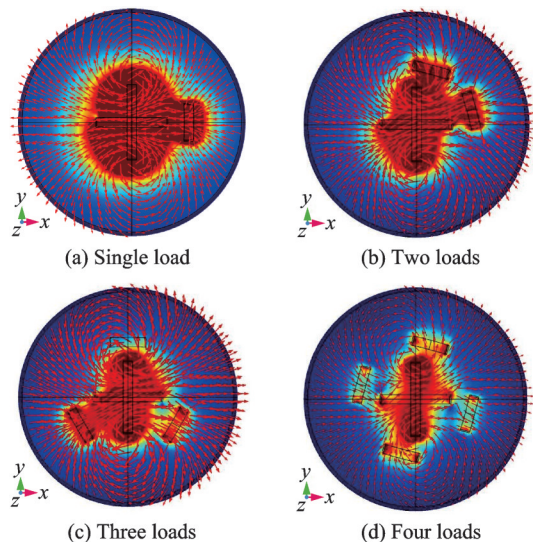 y
z x
(a) Single load
y
z x
(b) Two loads
y
z x
(c) Three loads
y
z x
(d) Four loads